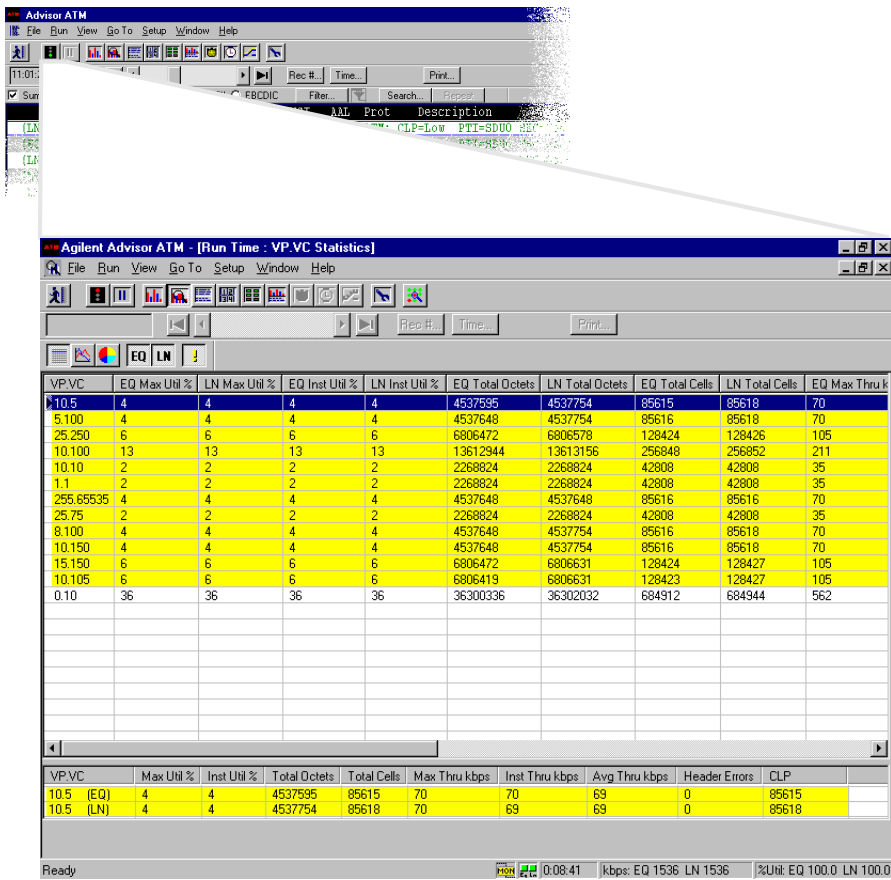 Advisor ATM
File Run View Go To Setup Window Help
11:01:
Rec #... Time... Print...
EBCDIC Filter... Search... Repeat
AAL Prot Description
(LN CLP=Low PTI=SDU0
(LN
Agilent Advisor ATM - [Run Time : VP.VC Statistics]
File Run View Go To Setup Window Help
Rec #... Time... Print...
EQ LN
VP.VC EQ Max Util % LN Max Util % EQ Inst Util % LN Inst Util % EQ Total Octets LN Total Octets EQ Total Cells LN Total Cells EQ Max Thru k
10.5 4 4 4 4 4537595 4537754 85615 85618 70
5.100 4 4 4 4 4537648 4537754 85616 85618 70
25.250 6 6 6 6 6806472 6806578 128424 128426 105
10.100 13 13 13 13 13612944 13613156 256848 256852 211
10.10 2 2 2 2 2268824 2268824 42808 42808 35
1.1 2 2 2 2 2268824 2268824 42808 42808 35
255.65535 4 4 4 4 4537648 4537648 85616 85616 70
25.75 2 2 2 2 2268824 2268824 42808 42808 35
8.100 4 4 4 4 4537648 4537754 85616 85618 70
10.150 4 4 4 4 4537648 4537754 85616 85618 70
15.150 6 6 6 6 6806472 6806631 128424 128427 105
10.105 6 6 6 6 6806419 6806631 128423 128427 105
0.10 36 36 36 36 36300336 36302032 684912 684944 562
VP.VC Max Util % Inst Util % Total Octets Total Cells Max Thru kbps Inst Thru kbps Avg Thru kbps Header Errors CLP
10.5 (EQ) 4 4 4537595 85615 70 70 69 0 85615
10.5 (LN) 4 4 4537754 85618 70 69 69 0 85618
Ready MON Eq Ln 0:08:41 kbps: EQ 1536 LN 1536 %Util: EQ 100.0 LN 100.0